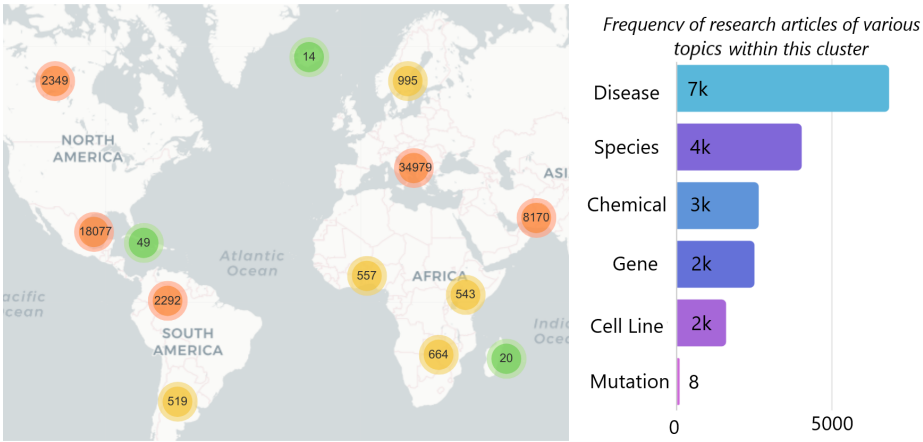 14
2349
995
NORTH
AMERICA
34979
ASI
8170
18077
49
Atlantic
Ocean
557
AFRICA
543
acific
cean
2292
SOUTH
AMERICA
Indi
Oce
664
20
519
Frequency of research articles of various
topics within this cluster
Disease
7k
Species
4k
Chemical
3k
Gene
2k
Cell Line
2k
Mutation
8
0
5000